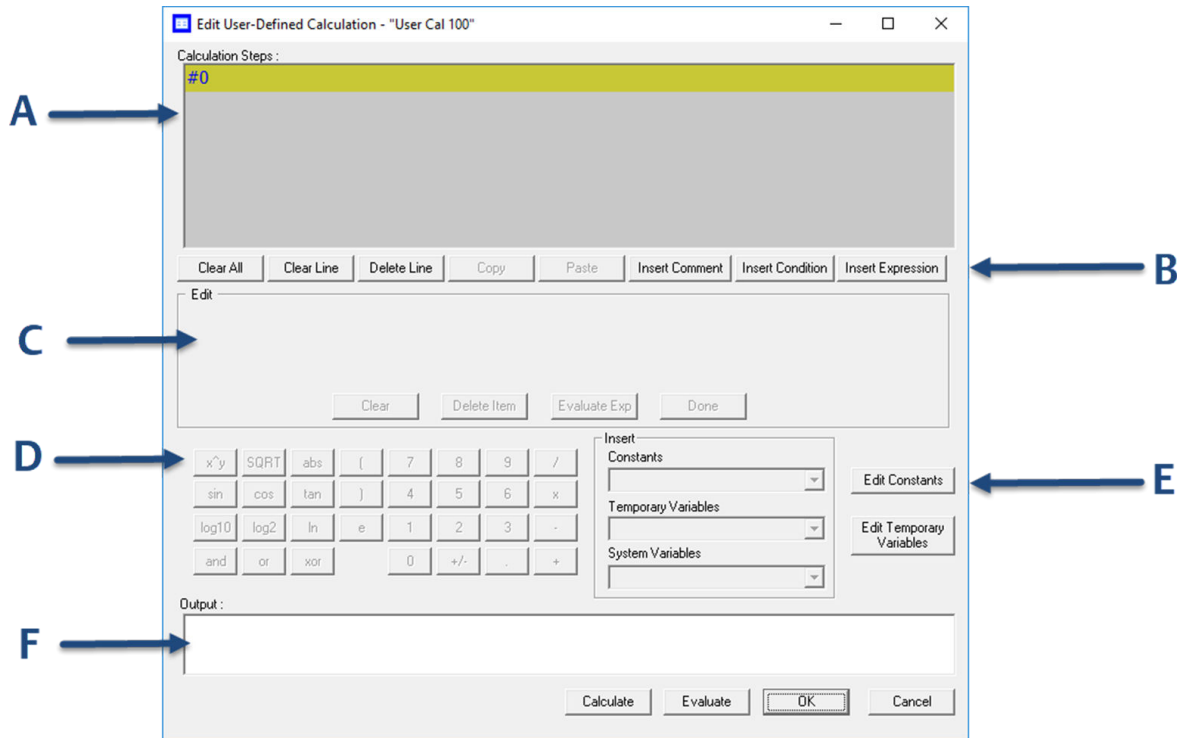 Edit User-Defined Calculation - "User Cal 100"
Calculation Steps :
#0
A
Clear All Clear Line Delete Line Copy Paste Insert Comment Insert Condition Insert Expression
B
Edit
C
Clear Delete Item Evaluate Exp Done
D
x^y SQRT abs ( 7 8 9 /
sin cos tan ) 4 5 6 x
log10 log2 ln e 1 2 3 -
and or xor 0 +/- . +
Insert
Constants
Temporary Variables
System Variables
Edit Constants
E
Edit Temporary
Variables
Output :
F
Calculate Evaluate OK Cancel